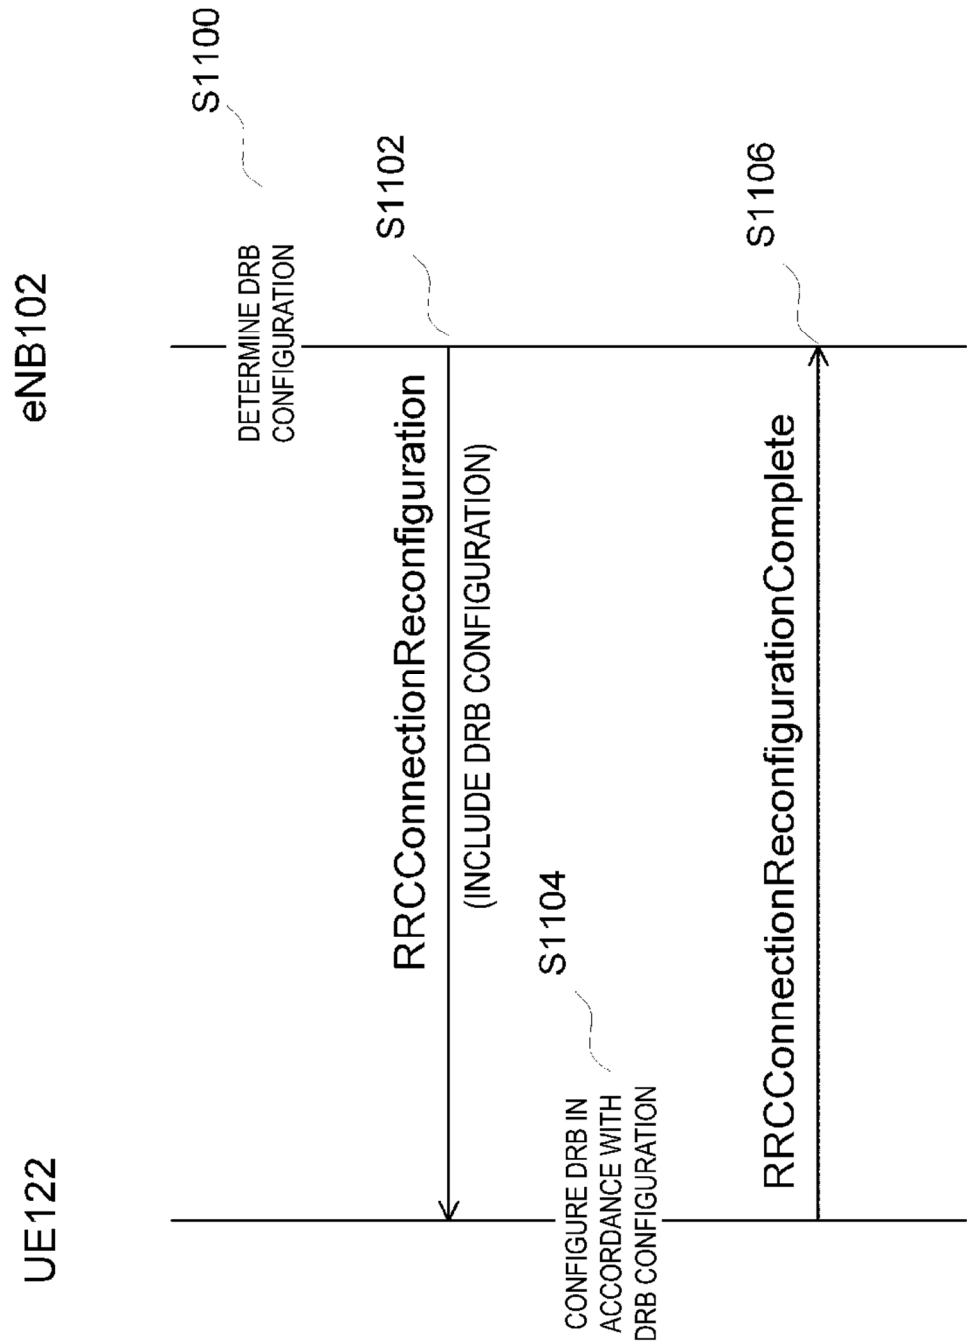 UE122
eNB102
DETERMINE DRB
CONFIGURATION
S1100
RRCConnectionReconfiguration
S1102
(INCLUDE DRB CONFIGURATION)
CONFIGURE DRB IN
ACCORDANCE WITH
DRB CONFIGURATION
S1104
RRCConnectionReconfigurationComplete
S1106